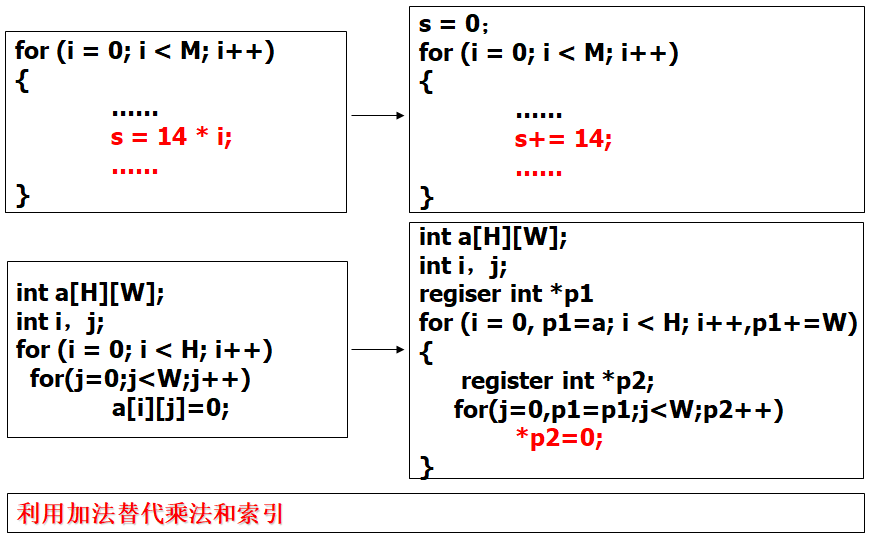 for (i = 0; i < M; i++)
{
......
s = 14 * i;
......
}
s = 0；
for (i = 0; i < M; i++)
{
......
s+= 14;
......
}
int a[H][W];
int i，j;
for (i = 0; i < H; i++)
for(j=0;j<W;j++)
a[i][j]=0;
int a[H][W];
int i，j;
regiser int *p1
for (i = 0, p1=a; i < H; i++,p1+=W)
{
register int *p2;
for(j=0,p1=p1;j<W;p2++)
*p2=0;
}
利用加法替代乘法和索引